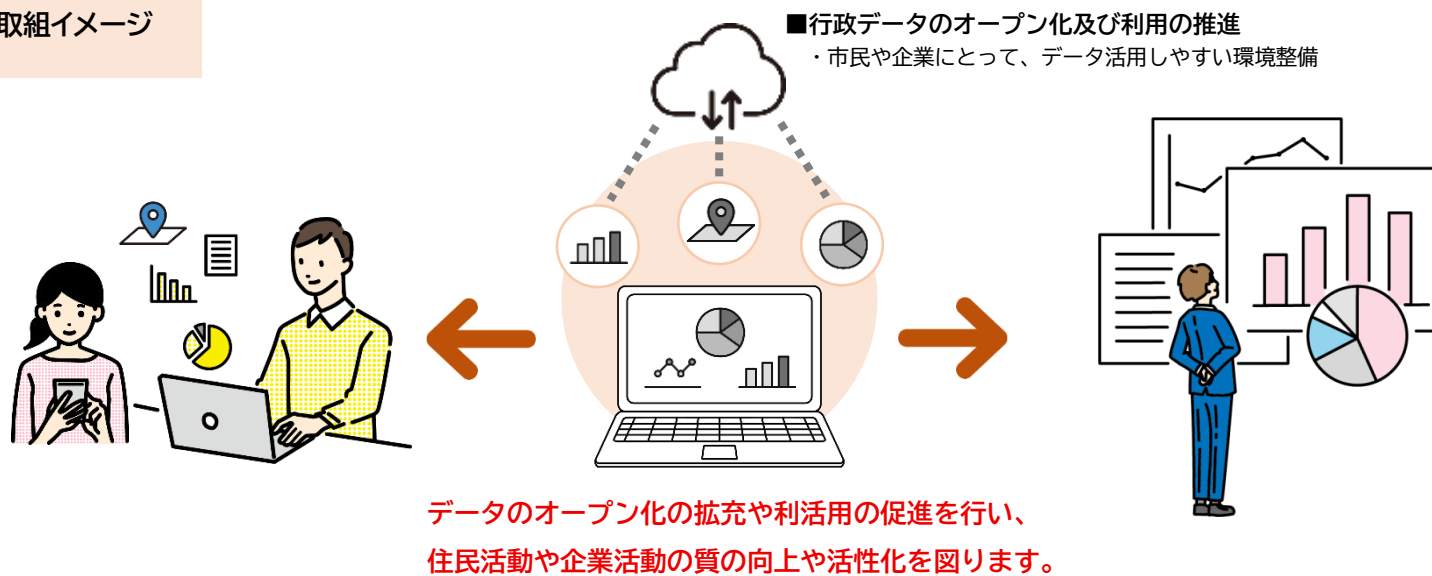 取組イメージ
■行政データのオープン化及び利用の推進
・市民や企業にとって、データ活用しやすい環境整備
データのオープン化の拡充や利活用の促進を行い、
住民活動や企業活動の質の向上や活性化を図ります。